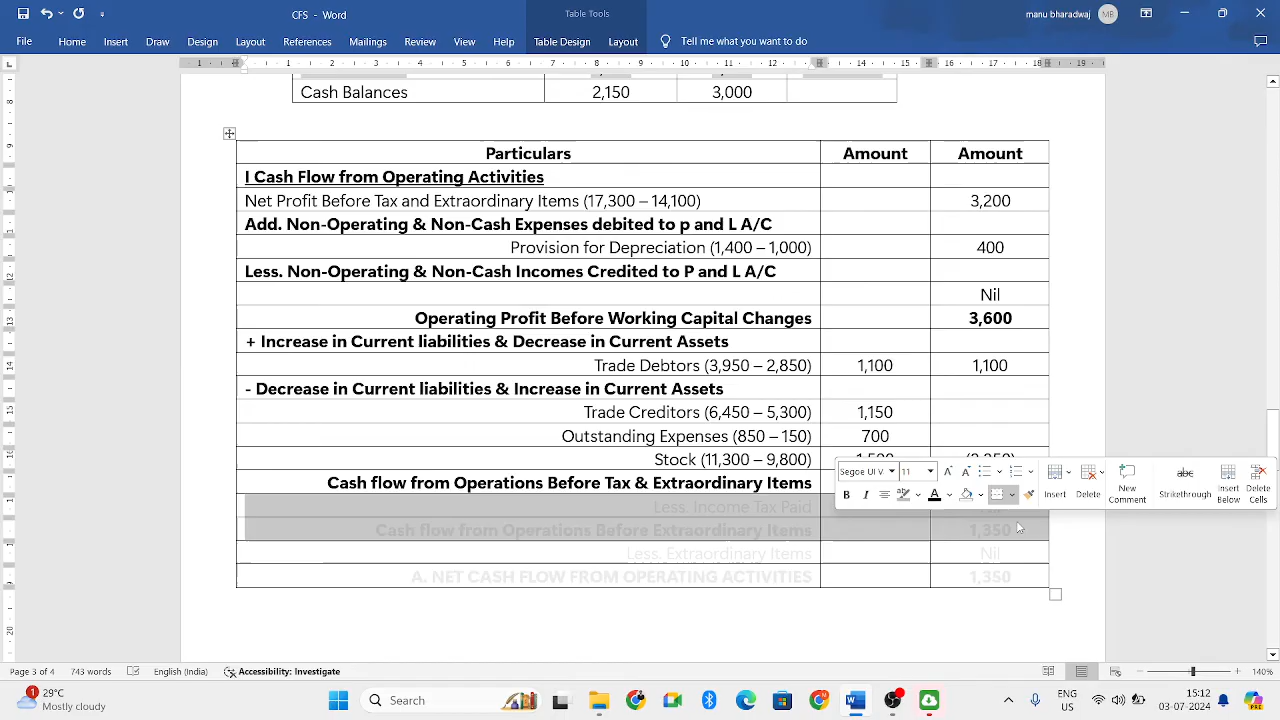 CFS - Word
Table Tools
manu bharadwaj MB
File Home Insert Draw Design Layout References Mailings Review View Help Table Design Layout Tell me what you want to do
Cash Balances 2,150 3,000
Particulars Amount Amount
I Cash Flow from Operating Activities
Net Profit Before Tax and Extraordinary Items (17,300 – 14,100) 3,200
Add. Non-Operating & Non-Cash Expenses debited to p and L A/C
Provision for Depreciation (1,400 – 1,000) 400
Less. Non-Operating & Non-Cash Incomes Credited to P and L A/C
Nil
Operating Profit Before Working Capital Changes 3,600
+ Increase in Current liabilities & Decrease in Current Assets
Trade Debtors (3,950 – 2,850) 1,100 1,100
- Decrease in Current liabilities & Increase in Current Assets
Trade Creditors (6,450 – 5,300) 1,150
Outstanding Expenses (850 – 150) 700
Stock (11,300 – 9,800)
Segoe UI V 11
New Comment
Strikethrough
Insert Below
Delete Cells
B I A Insert Delete
Cash flow from Operations Before Tax & Extraordinary Items
Less. Income Tax Paid
Cash flow from Operations Before Extraordinary Items 1,350
Less. Extraordinary Items Nil
A. NET CASH FLOW FROM OPERATING ACTIVITIES 1,350
Page 3 of 4 743 words English (India) Accessibility: Investigate 140%
29°C
Mostly cloudy
Search
ENG
US
15:12
03-07-2024